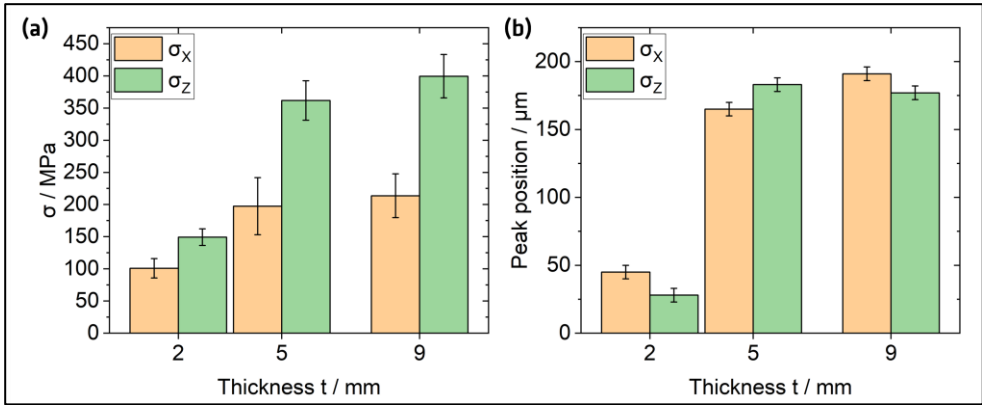 (a)
σX
σZ
450
400
350
300
250
200
150
100
50
0
σ / MPa
2 5 9
Thickness t / mm
(b)
σX
σZ
200
150
100
50
0
Peak position / μm
2 5 9
Thickness t / mm